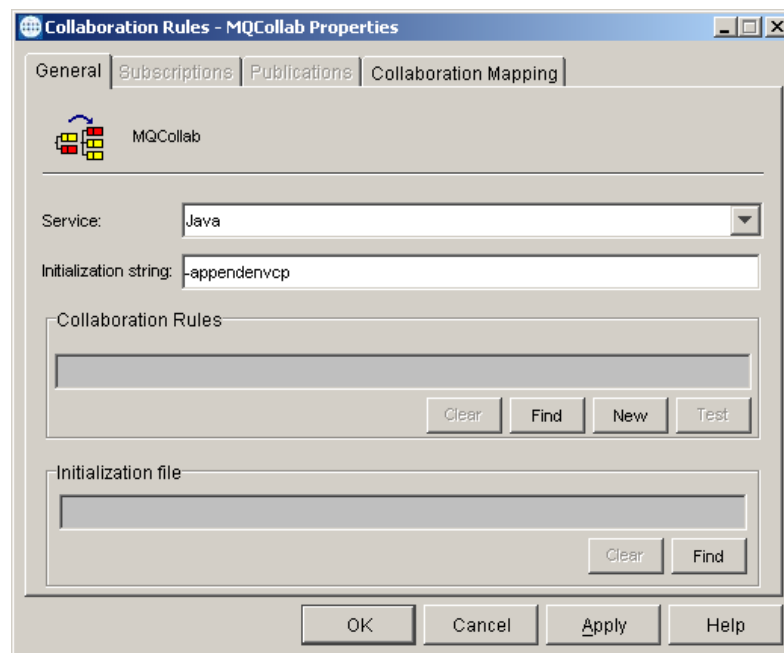 Collaboration Rules - MQCollab Properties
General Subscriptions Publications Collaboration Mapping
MQCollab
Service: Java
Initialization string: -appendenvcp
Collaboration Rules
Clear Find New Test
Initialization file
Clear Find
OK Cancel Apply Help